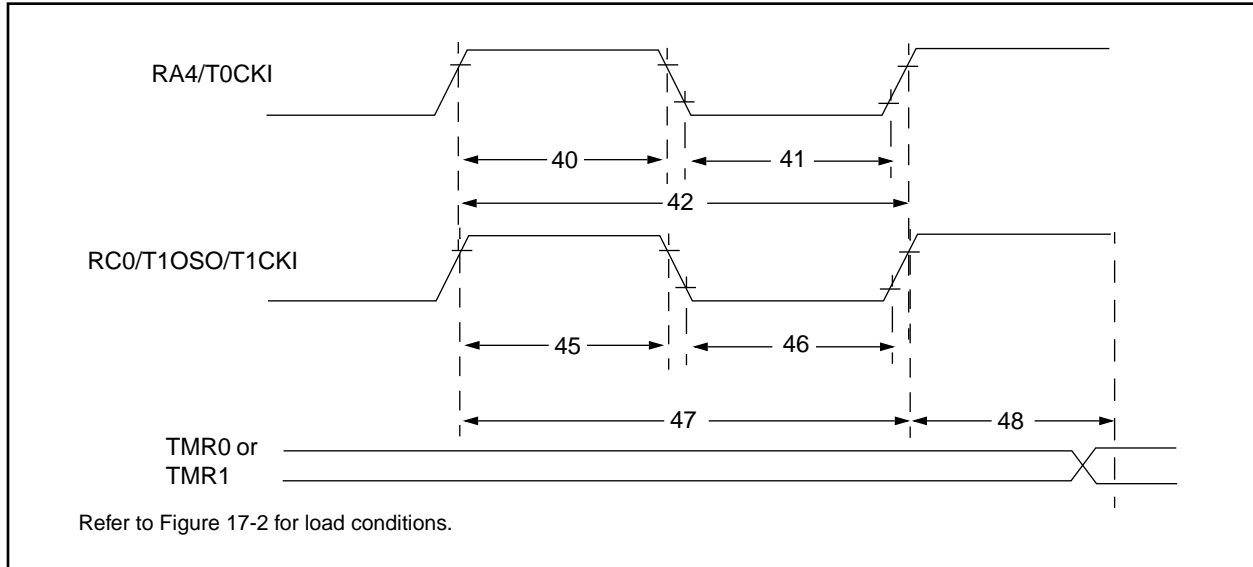 RA4/T0CKI
40
41
42
RC0/T1OSO/T1CKI
45
46
47
48
TMR0 or
TMR1
Refer to Figure 17-2 for load conditions.